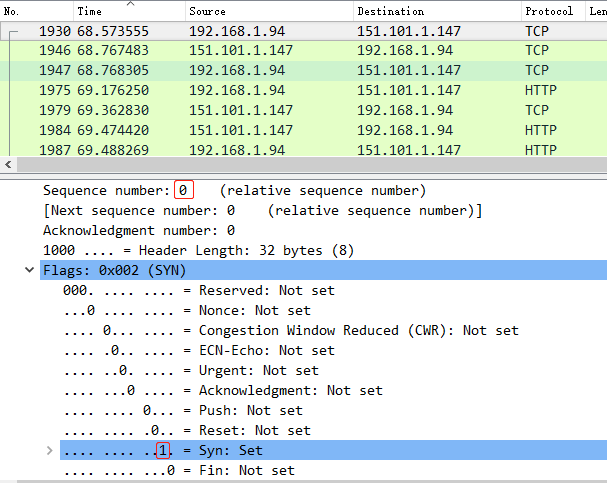 No. Time Source Destination Protocol Len
1930 68.573555 192.168.1.94 151.101.1.147 TCP
1946 68.767483 151.101.1.147 192.168.1.94 TCP
1947 68.768305 192.168.1.94 151.101.1.147 TCP
1975 69.176250 192.168.1.94 151.101.1.147 HTTP
1979 69.362830 151.101.1.147 192.168.1.94 TCP
1984 69.474420 151.101.1.147 192.168.1.94 HTTP
1987 69.488269 192.168.1.94 151.101.1.147 HTTP
Sequence number: 0 (relative sequence number)
[Next sequence number: 0 (relative sequence number)]
Acknowledgment number: 0
1000 .... = Header Length: 32 bytes (8)
Flags: 0x002 (SYN)
000. .... .... = Reserved: Not set
...0 .... .... = Nonce: Not set
.... 0... .... = Congestion Window Reduced (CWR): Not set
.... .0.. .... = ECN-Echo: Not set
.... ..0. .... = Urgent: Not set
.... ...0 .... = Acknowledgment: Not set
.... .... 0... = Push: Not set
.... .... .0.. = Reset: Not set
.... .... ..1. = Syn: Set
.... .... ...0 = Fin: Not set